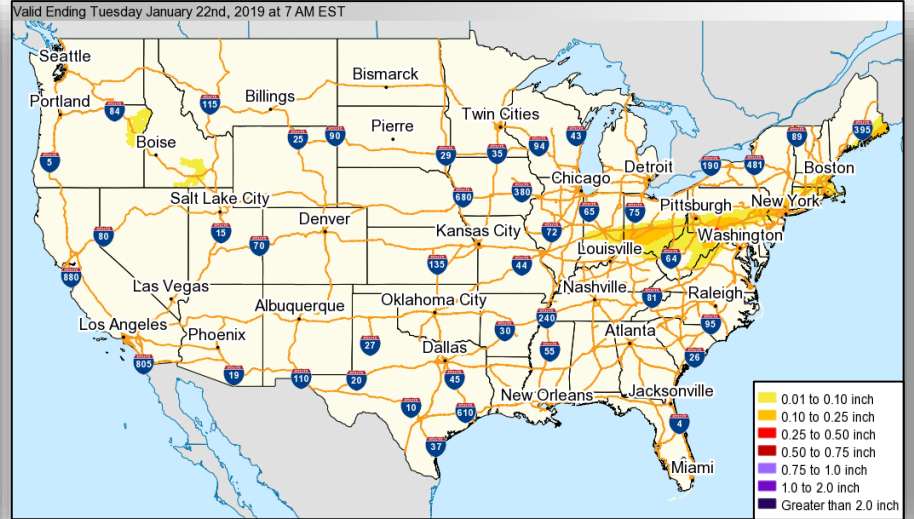 Valid Ending Tuesday January 22nd, 2019 at 7 AM EST
Seattle
Bismarck
Billings
Portland
84
115
Twin Cities
Pierre
25
90
43
395
89
Boise
5
29
35
94
190
481
Boston
Detroit
Chicago
680
380
Salt Lake City
65
75
Pittsburgh
New York
Denver
80
15
70
Kansas City
72
Washington
Louisville
64
880
135
44
Las Vegas
Nashville
81
Raleigh
Albuquerque
Oklahoma City
Los Angeles
240
95
Phoenix
30
Atlanta
27
Dallas
55
26
805
19
110
20
45
New Orleans
Jacksonville
10
610
4
37
Miami
0.01 to 0.10 inch
0.10 to 0.25 inch
0.25 to 0.50 inch
0.50 to 0.75 inch
0.75 to 1.0 inch
1.0 to 2.0 inch
Greater than 2.0 inch